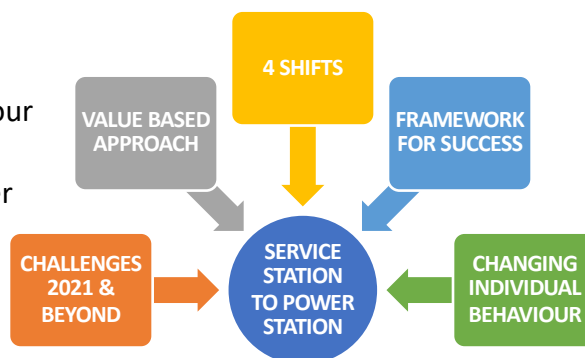 4 SHIFTS
VALUE BASED
APPROACH
FRAMEWORK
FOR SUCCESS
CHALLENGES
2021 &
BEYOND
SERVICE
STATION
TO POWER
STATION
CHANGING
INDIVIDUAL
BEHAVIOUR